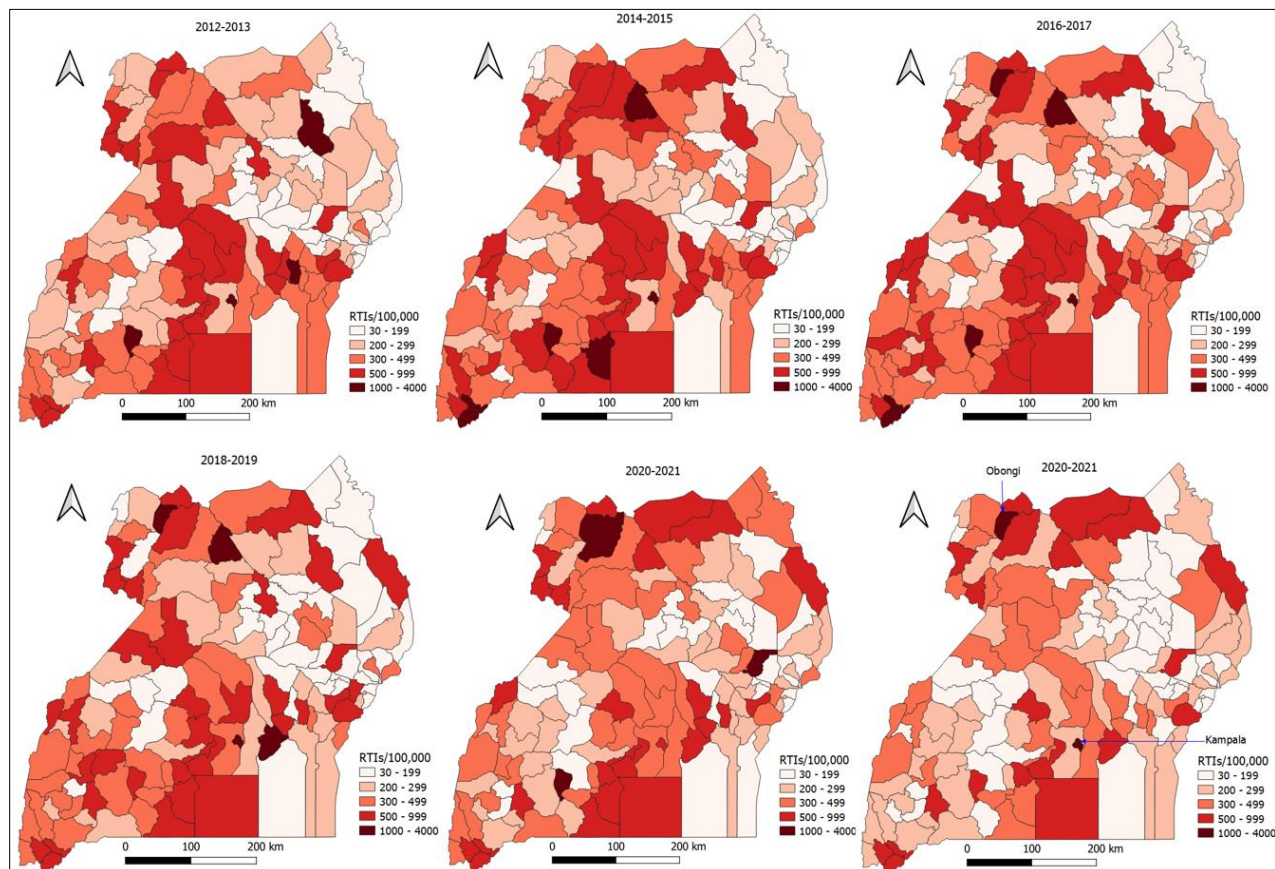 2012-2013
RTIs/100,000
30 - 199
200 - 299
300 - 499
500 - 999
1000 - 4000
0 100 200 km
2014-2015
RTIs/100,000
30 - 199
200 - 299
300 - 499
500 - 999
1000 - 4000
0 100 200 km
2016-2017
RTIs/100,000
30 - 199
200 - 299
300 - 499
500 - 999
1000 - 4000
0 100 200 km
2018-2019
RTIs/100,000
30 - 199
200 - 299
300 - 499
500 - 999
1000 - 4000
0 100 200 km
2020-2021
RTIs/100,000
30 - 199
200 - 299
300 - 499
500 - 999
1000 - 4000
0 100 200 km
2020-2021
Obongi
Kampala
RTIs/100,000
30 - 199
200 - 299
300 - 499
500 - 999
1000 - 4000
0 100 200 km